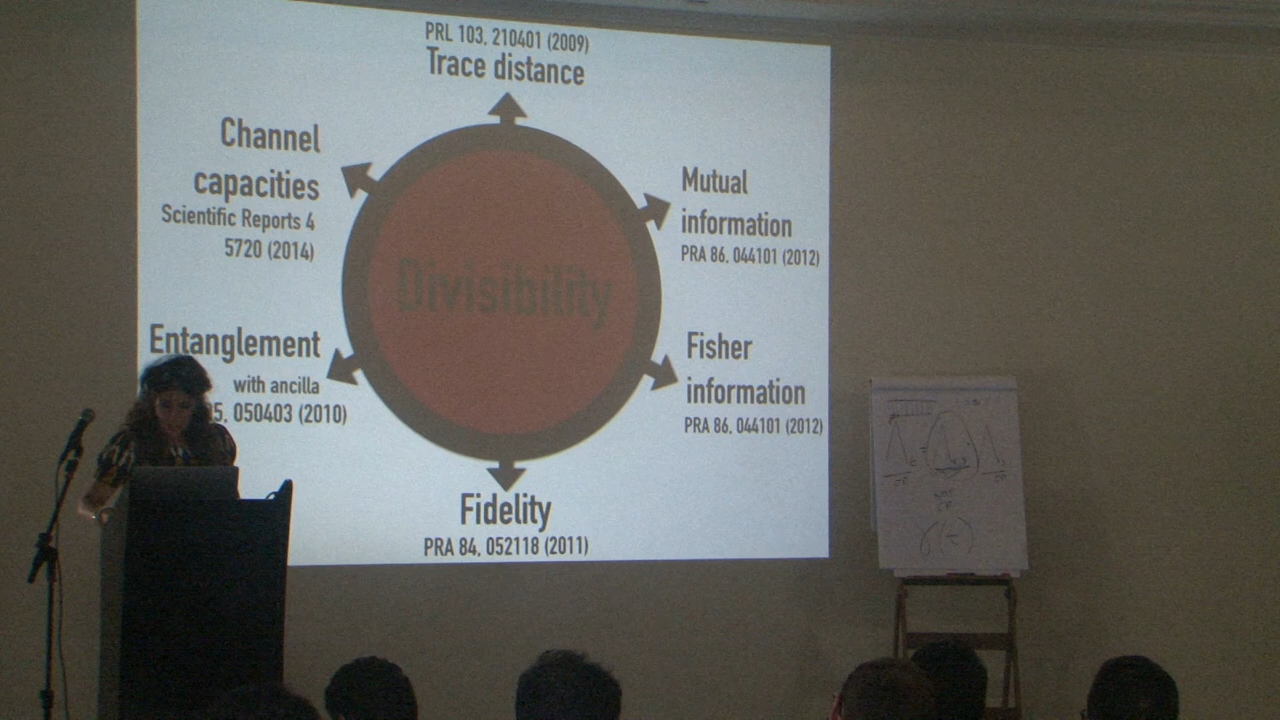 PRL 103, 210401 (2009)
Trace distance
Channel
capacities
Scientific Reports 4
5720 (2014)
Mutual
information
PRA 86, 044101 (2012)
Divisibility
Entanglement
with ancilla
5, 050403 (2010)
Fisher
information
PRA 86, 044101 (2012)
Fidelity
PRA 84, 052118 (2011)